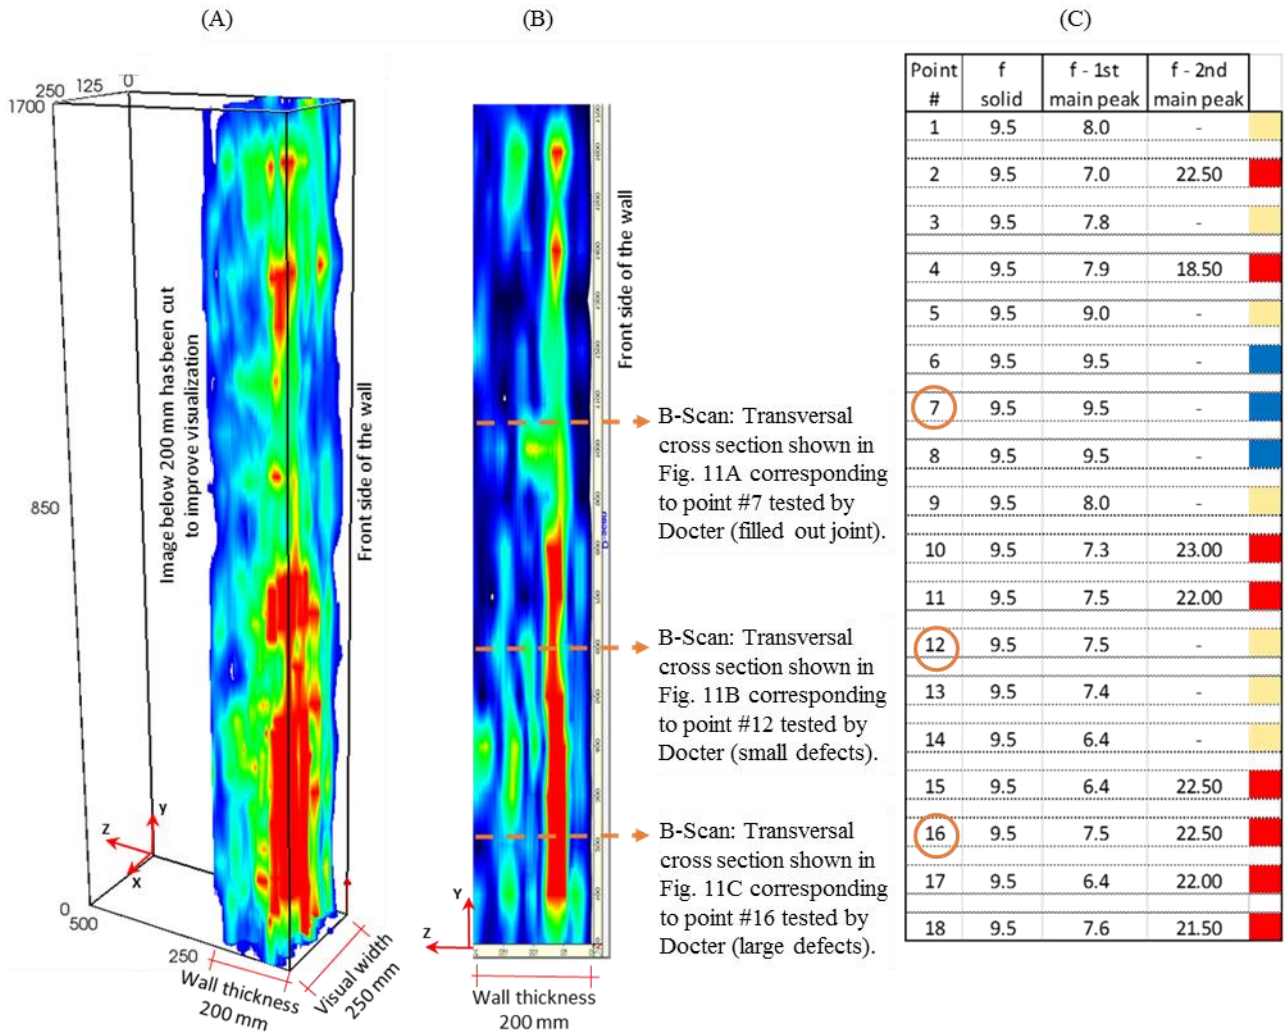 (A)
(B)
(C)
1700
250
125
0
850
0
500
250
Image below 200 mm has been cut
to improve visualization
Front side of the wall
Y
Z
X
Wall thickness
200 mm
Visual width
250 mm
Front side of the wall
Y
Z
Wall thickness
200 mm
B-Scan: Transversal
cross section shown in
Fig. 11A corresponding
to point #7 tested by
Docter (filled out joint).
B-Scan: Transversal
cross section shown in
Fig. 11B corresponding
to point #12 tested by
Docter (small defects).
B-Scan: Transversal
cross section shown in
Fig. 11C corresponding
to point #16 tested by
Docter (large defects).
Point f f - 1st f - 2nd
# solid main peak main peak
1 9.5 8.0 -
2 9.5 7.0 22.50
3 9.5 7.8 -
4 9.5 7.9 18.50
5 9.5 9.0 -
6 9.5 9.5 -
7 9.5 9.5 -
8 9.5 9.5 -
9 9.5 8.0 -
10 9.5 7.3 23.00
11 9.5 7.5 22.00
12 9.5 7.5 -
13 9.5 7.4 -
14 9.5 6.4 -
15 9.5 6.4 22.50
16 9.5 7.5 22.50
17 9.5 6.4 22.00
18 9.5 7.6 21.50